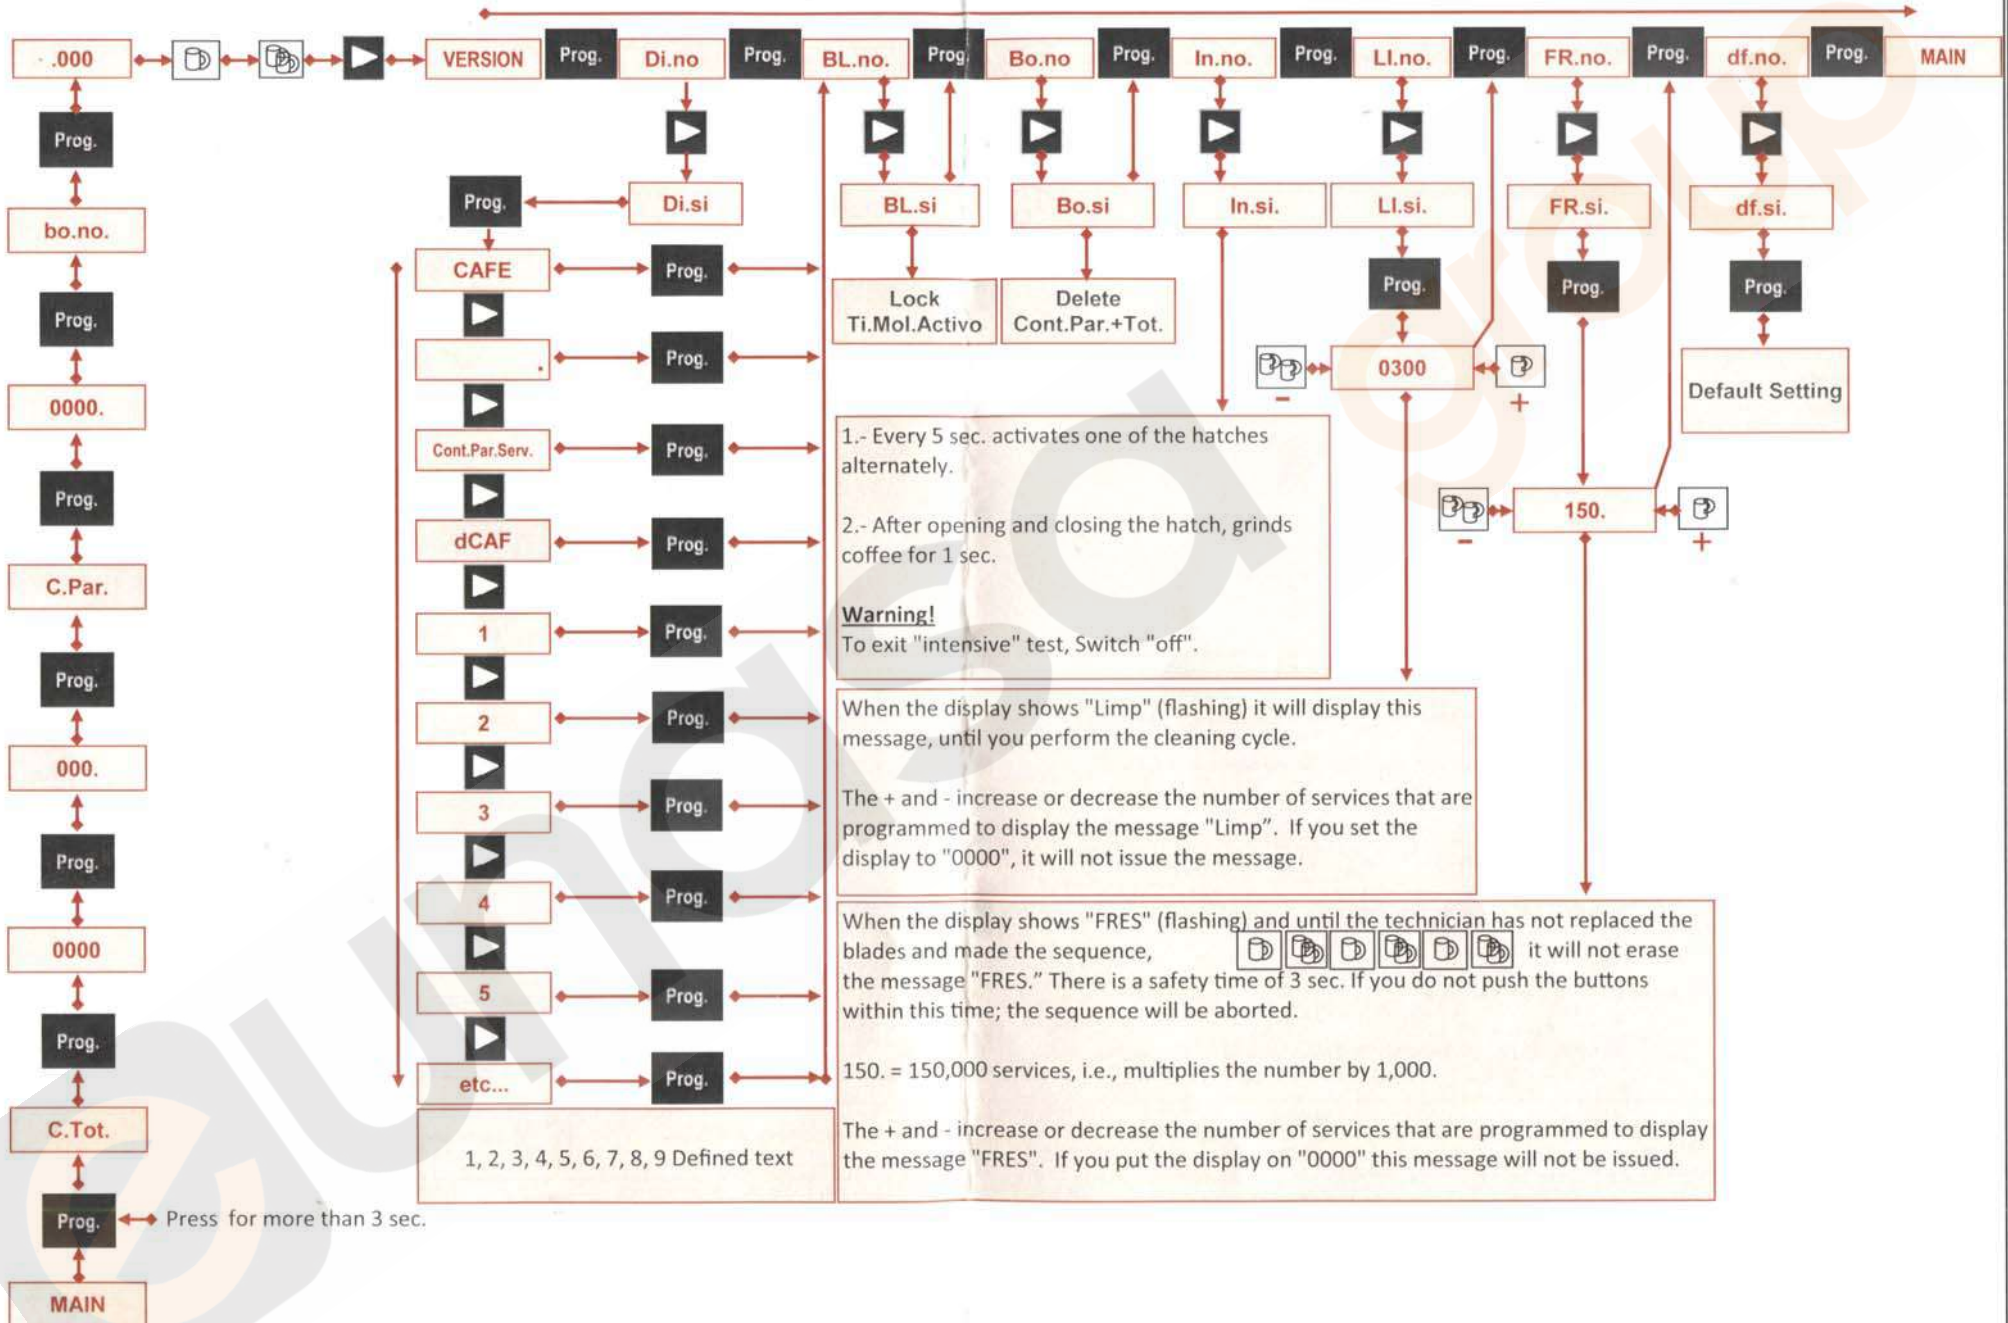 .000
VERSION
Prog.
Di.no
Prog.
BL.no.
Prog.
Bo.no
Prog.
In.no.
Prog.
LI.no.
Prog.
FR.no.
Prog.
df.no.
Prog.
MAIN
Prog.
bo.no.
Prog.
0000.
Prog.
C.Par.
Prog.
000.
Prog.
0000
Prog.
C.Tot.
Prog.
Press for more than 3 sec.
MAIN
Prog.
Di.si
BL.si
Bo.si
In.si.
LI.si.
FR.si.
df.si.
CAFE
Prog.
.
Prog.
Cont.Par.Serv.
Prog.
dCAF
Prog.
1
Prog.
2
Prog.
3
Prog.
4
Prog.
5
Prog.
etc...
Prog.
1, 2, 3, 4, 5, 6, 7, 8, 9 Defined text
Lock
Ti.Mol.Activo
Delete
Cont.Par.+Tot.
Prog.
Prog.
Prog.
0300
-
+
Default Setting
150.
-
+
1.- Every 5 sec. activates one of the hatches
alternately.
2.- After opening and closing the hatch, grinds
coffee for 1 sec.
Warning!
To exit "intensive" test, Switch "off".
When the display shows "Limp" (flashing) it will display this
message, until you perform the cleaning cycle.
The + and - increase or decrease the number of services that are
programmed to display the message "Limp". If you set the
display to "0000", it will not issue the message.
When the display shows "FRES" (flashing) and until the technician has not replaced the
blades and made the sequence, it will not erase
the message "FRES." There is a safety time of 3 sec. If you do not push the buttons
within this time; the sequence will be aborted.
150. = 150,000 services, i.e., multiplies the number by 1,000.
The + and - increase or decrease the number of services that are programmed to display
the message "FRES". If you put the display on "0000" this message will not be issued.
eunasa group